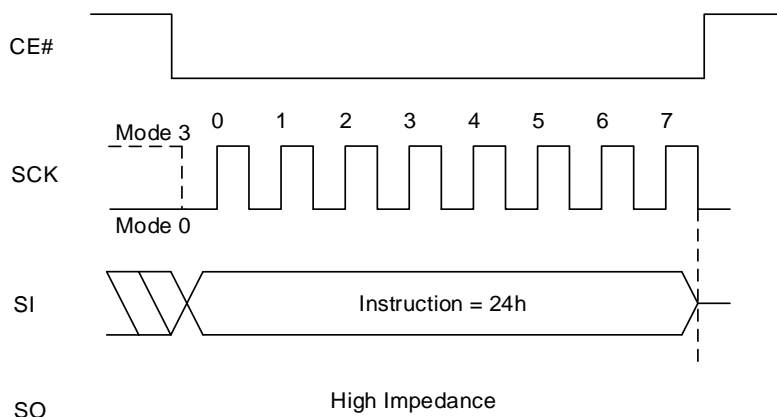 CE#
0 1 2 3 4 5 6 7
Mode 3
SCK
Mode 0
SI
Instruction = 24h
High Impedance
SO